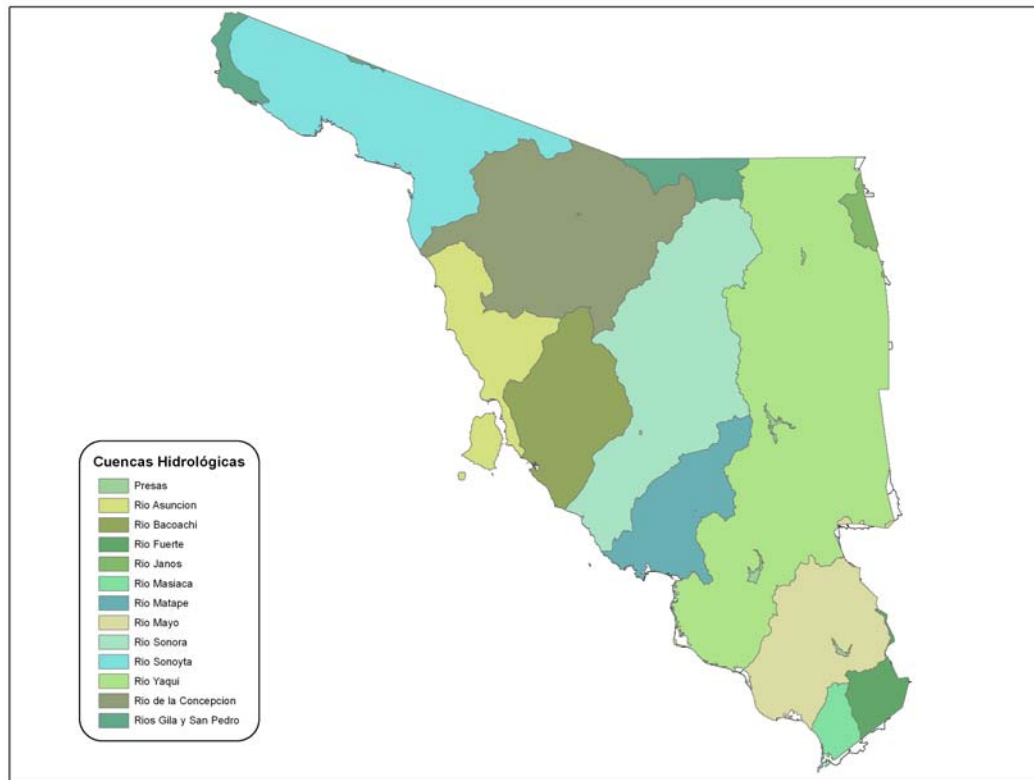 Cuencas Hidrológicas
Presas
Rio Asuncion
Rio Bacoachi
Rio Fuerte
Rio Janos
Rio Masiaca
Rio Matape
Rio Mayo
Rio Sonora
Rio Sonoyta
Rio Yaqui
Rio de la Concepcion
Rios Gila y San Pedro